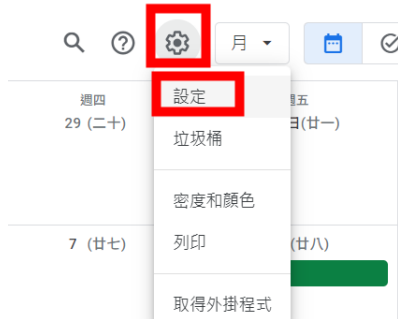 月
週四
29 (二十)
設定
週五
日(廿一)
垃圾桶
密度和顏色
7 (廿七)
列印
(廿八)
取得外掛程式